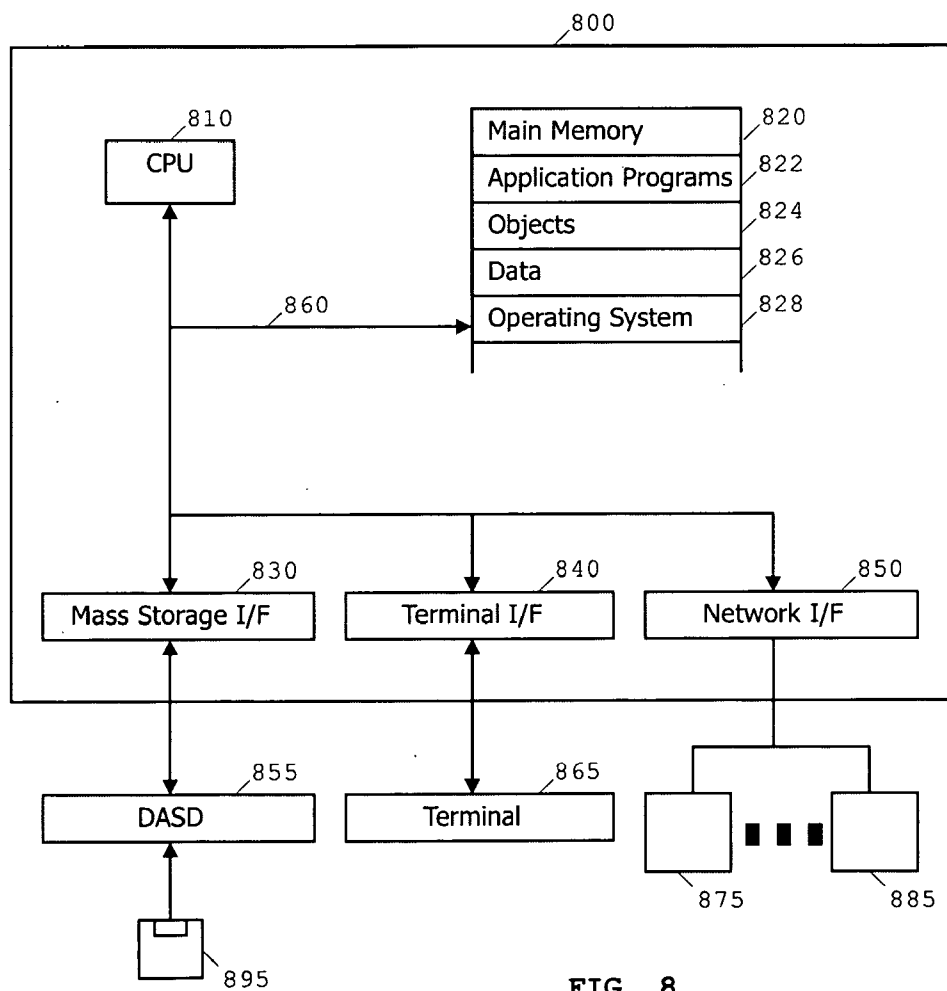 800
810
CPU
Main Memory
820
Application Programs
822
Objects
824
Data
826
Operating System
828
860
830
Mass Storage I/F
840
Terminal I/F
850
Network I/F
855
DASD
865
Terminal
875
885
895
FIG. 8